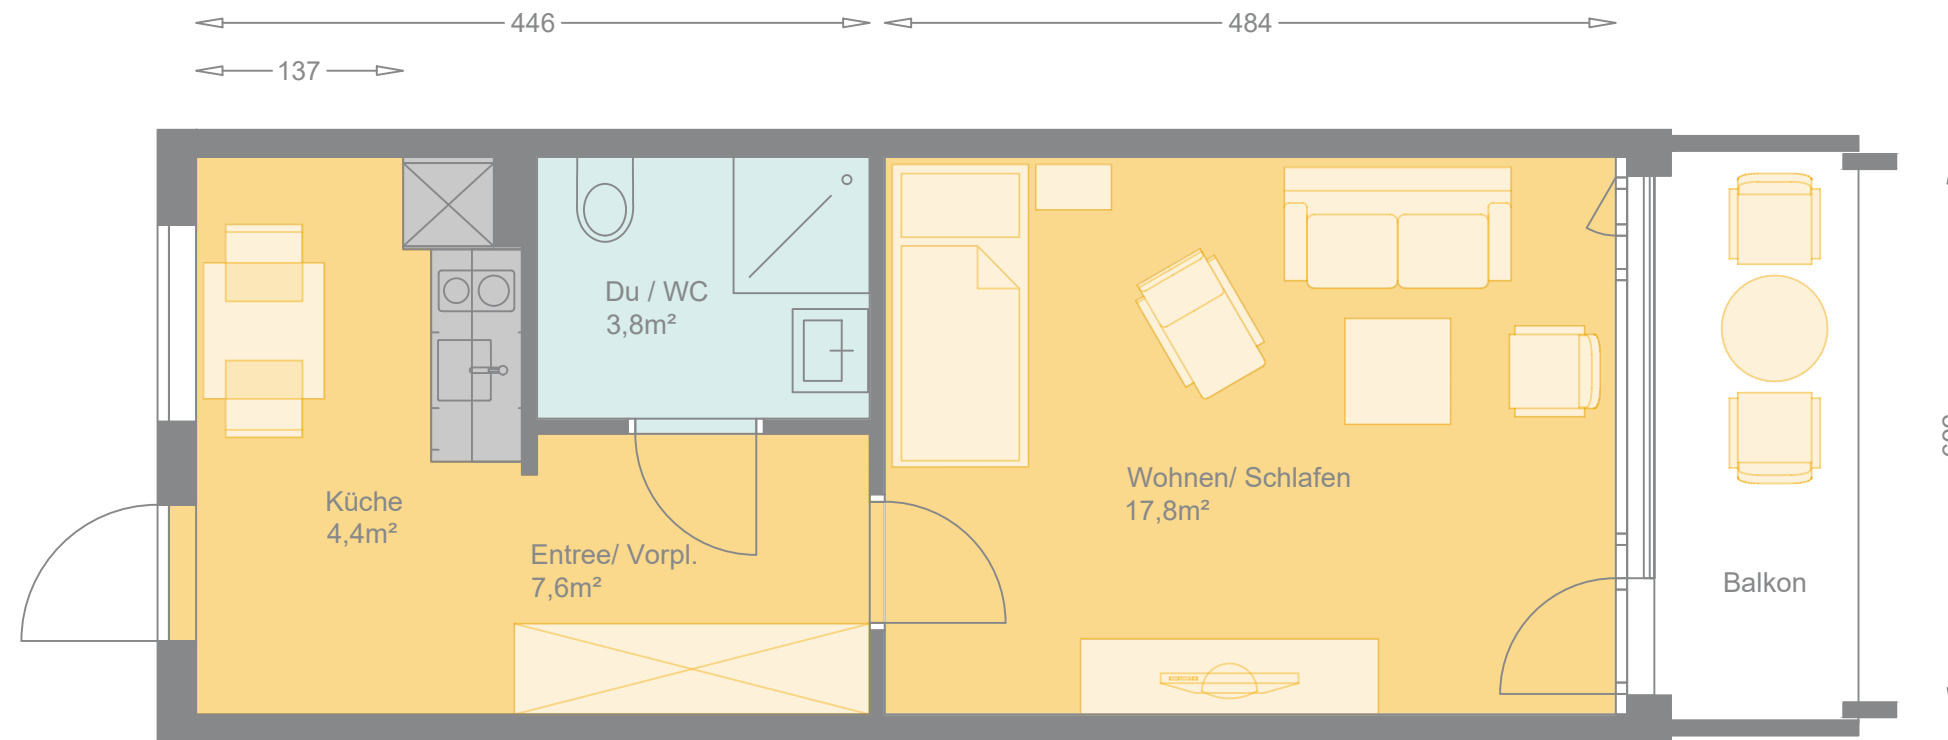 446
484
137
Du / WC
3,8m²
Wohnen/ Schlafen
17,8m²
Küche
4,4m²
Entree/ Vorpl.
7,6m²
Balkon